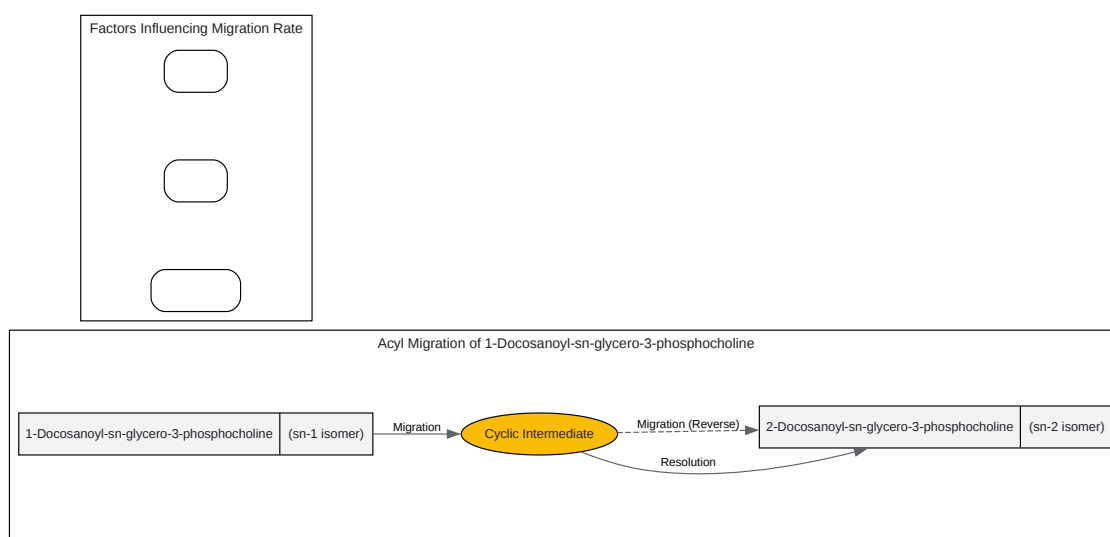 Factors Influencing Migration Rate
Acyl Migration of 1-Docosanoyl-sn-glycero-3-phosphocholine
1-Docosanoyl-sn-glycero-3-phosphocholine
(sn-1 isomer)
Migration
Cyclic Intermediate
Migration (Reverse)
Resolution
2-Docosanoyl-sn-glycero-3-phosphocholine
(sn-2 isomer)